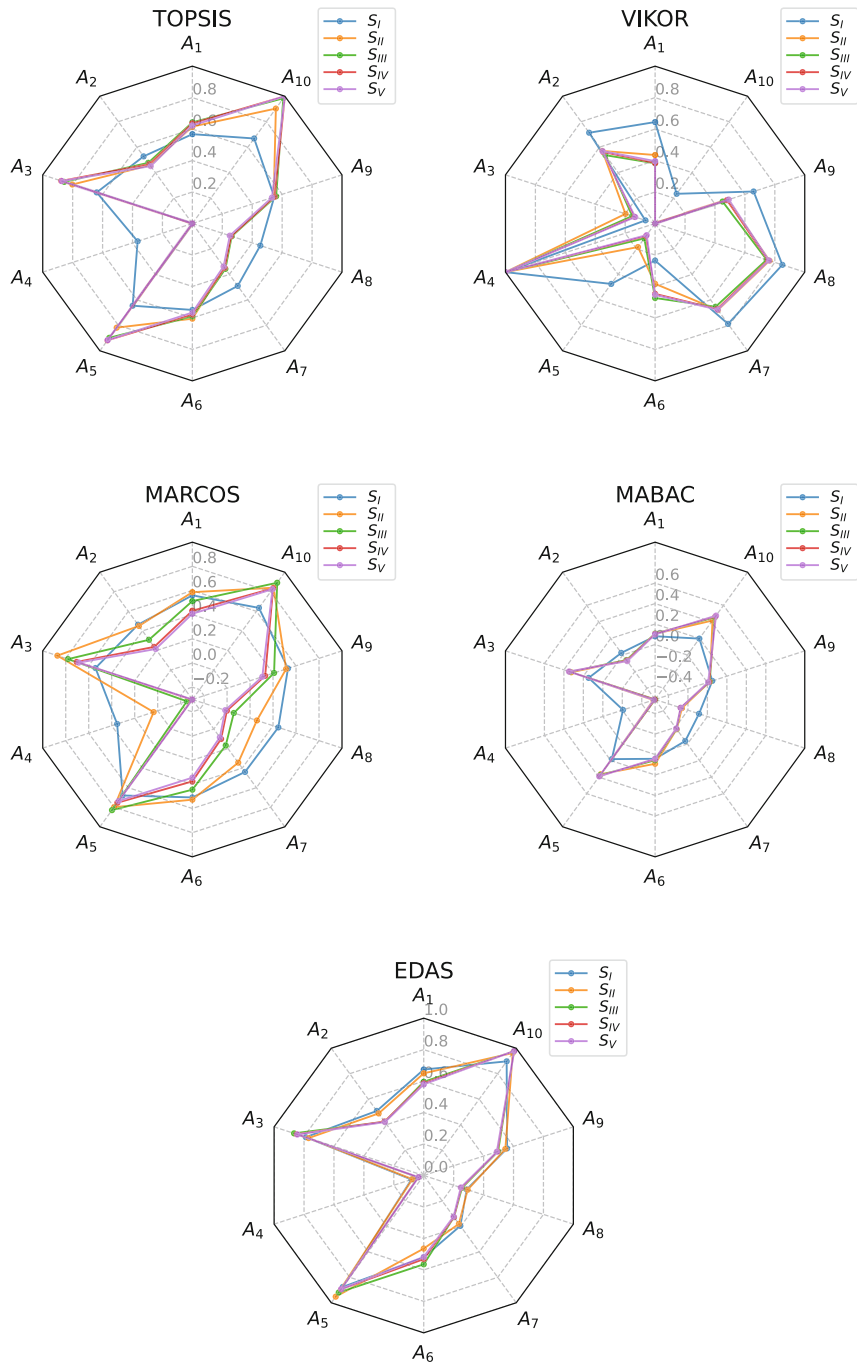 TOPSIS
S_I
S_II
S_III
S_IV
S_V
A_1
A_2
A_3
A_4
A_5
A_6
A_7
A_8
A_9
A_10
0.8
0.6
0.4
0.2
VIKOR
S_I
S_II
S_III
S_IV
S_V
A_1
A_2
A_3
A_4
A_5
A_6
A_7
A_8
A_9
A_10
0.8
0.6
0.4
0.2
MARCOS
S_I
S_II
S_III
S_IV
S_V
A_1
A_2
A_3
A_4
A_5
A_6
A_7
A_8
A_9
A_10
0.8
0.6
0.4
0.2
0.0
−0.2
MABAC
S_I
S_II
S_III
S_IV
S_V
A_1
A_2
A_3
A_4
A_5
A_6
A_7
A_8
A_9
A_10
0.6
0.4
0.2
0.0
−0.2
−0.4
EDAS
S_I
S_II
S_III
S_IV
S_V
A_1
A_2
A_3
A_4
A_5
A_6
A_7
A_8
A_9
A_10
1.0
0.8
0.6
0.4
0.2
0.0